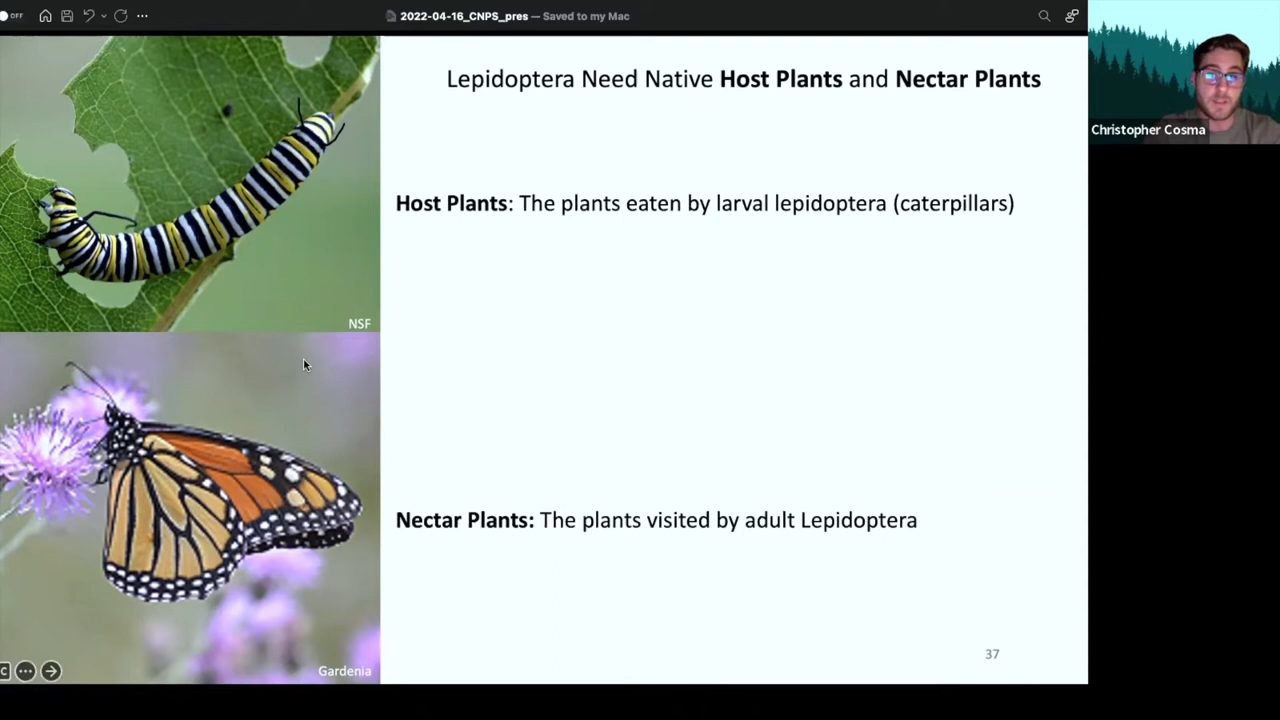 OFF
2022-04-16_CNPS_pres — Saved to my Mac
Christopher Cosma
Lepidoptera Need Native Host Plants and Nectar Plants
Host Plants: The plants eaten by larval lepidoptera (caterpillars)
NSF
Nectar Plants: The plants visited by adult Lepidoptera
Gardenia
37